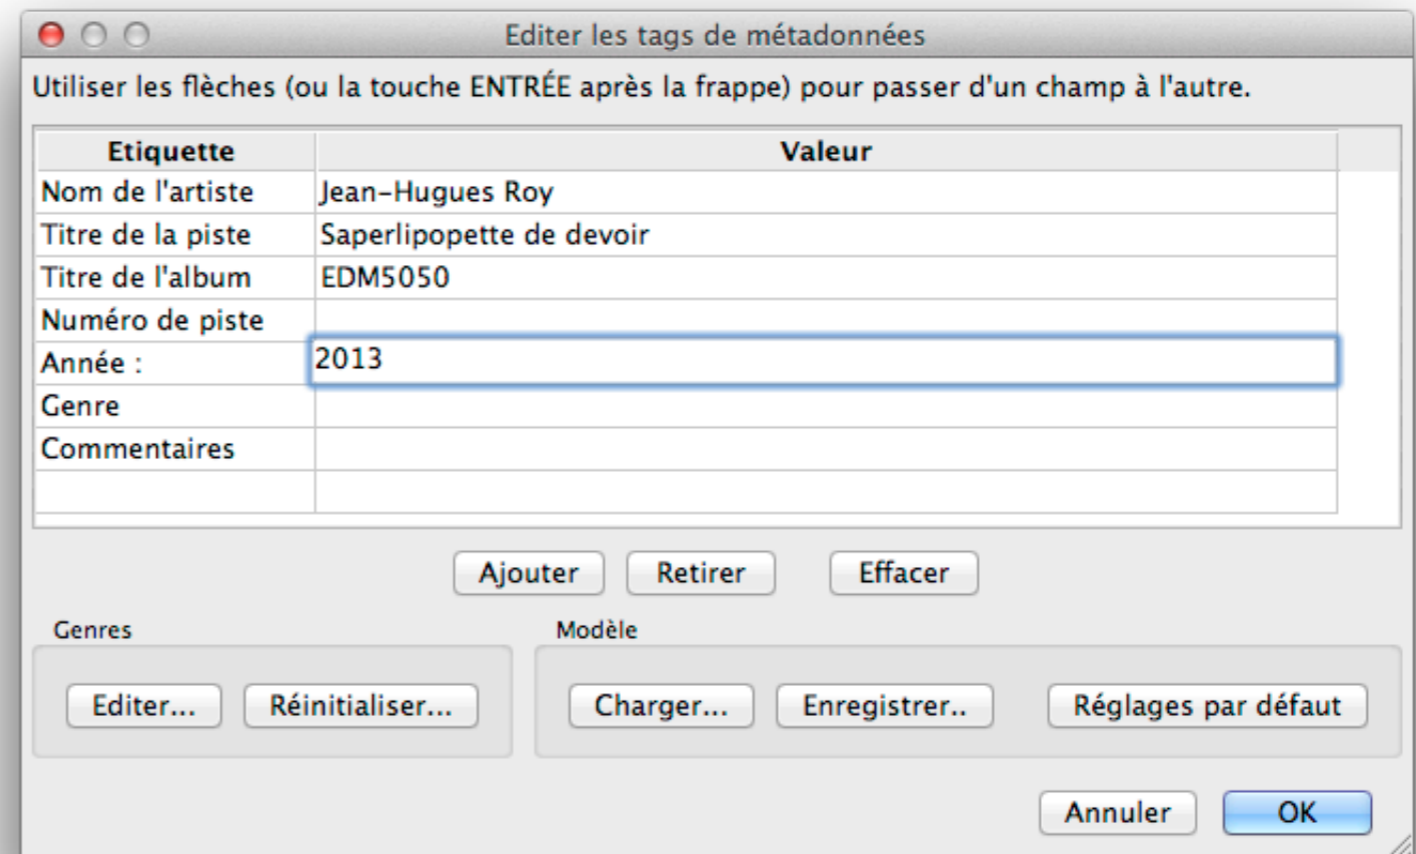 Editer les tags de métadonnées
Utiliser les flèches (ou la touche ENTRÉE après la frappe) pour passer d'un champ à l'autre.
Etiquette Valeur
Nom de l'artiste Jean-Hugues Roy
Titre de la piste Saperlipopette de devoir
Titre de l'album EDM5050
Numéro de piste
Année : 2013
Genre
Commentaires
Ajouter Retirer Effacer
Genres Modèle
Editer... Réinitialiser... Charger... Enregistrer.. Réglages par défaut
Annuler OK